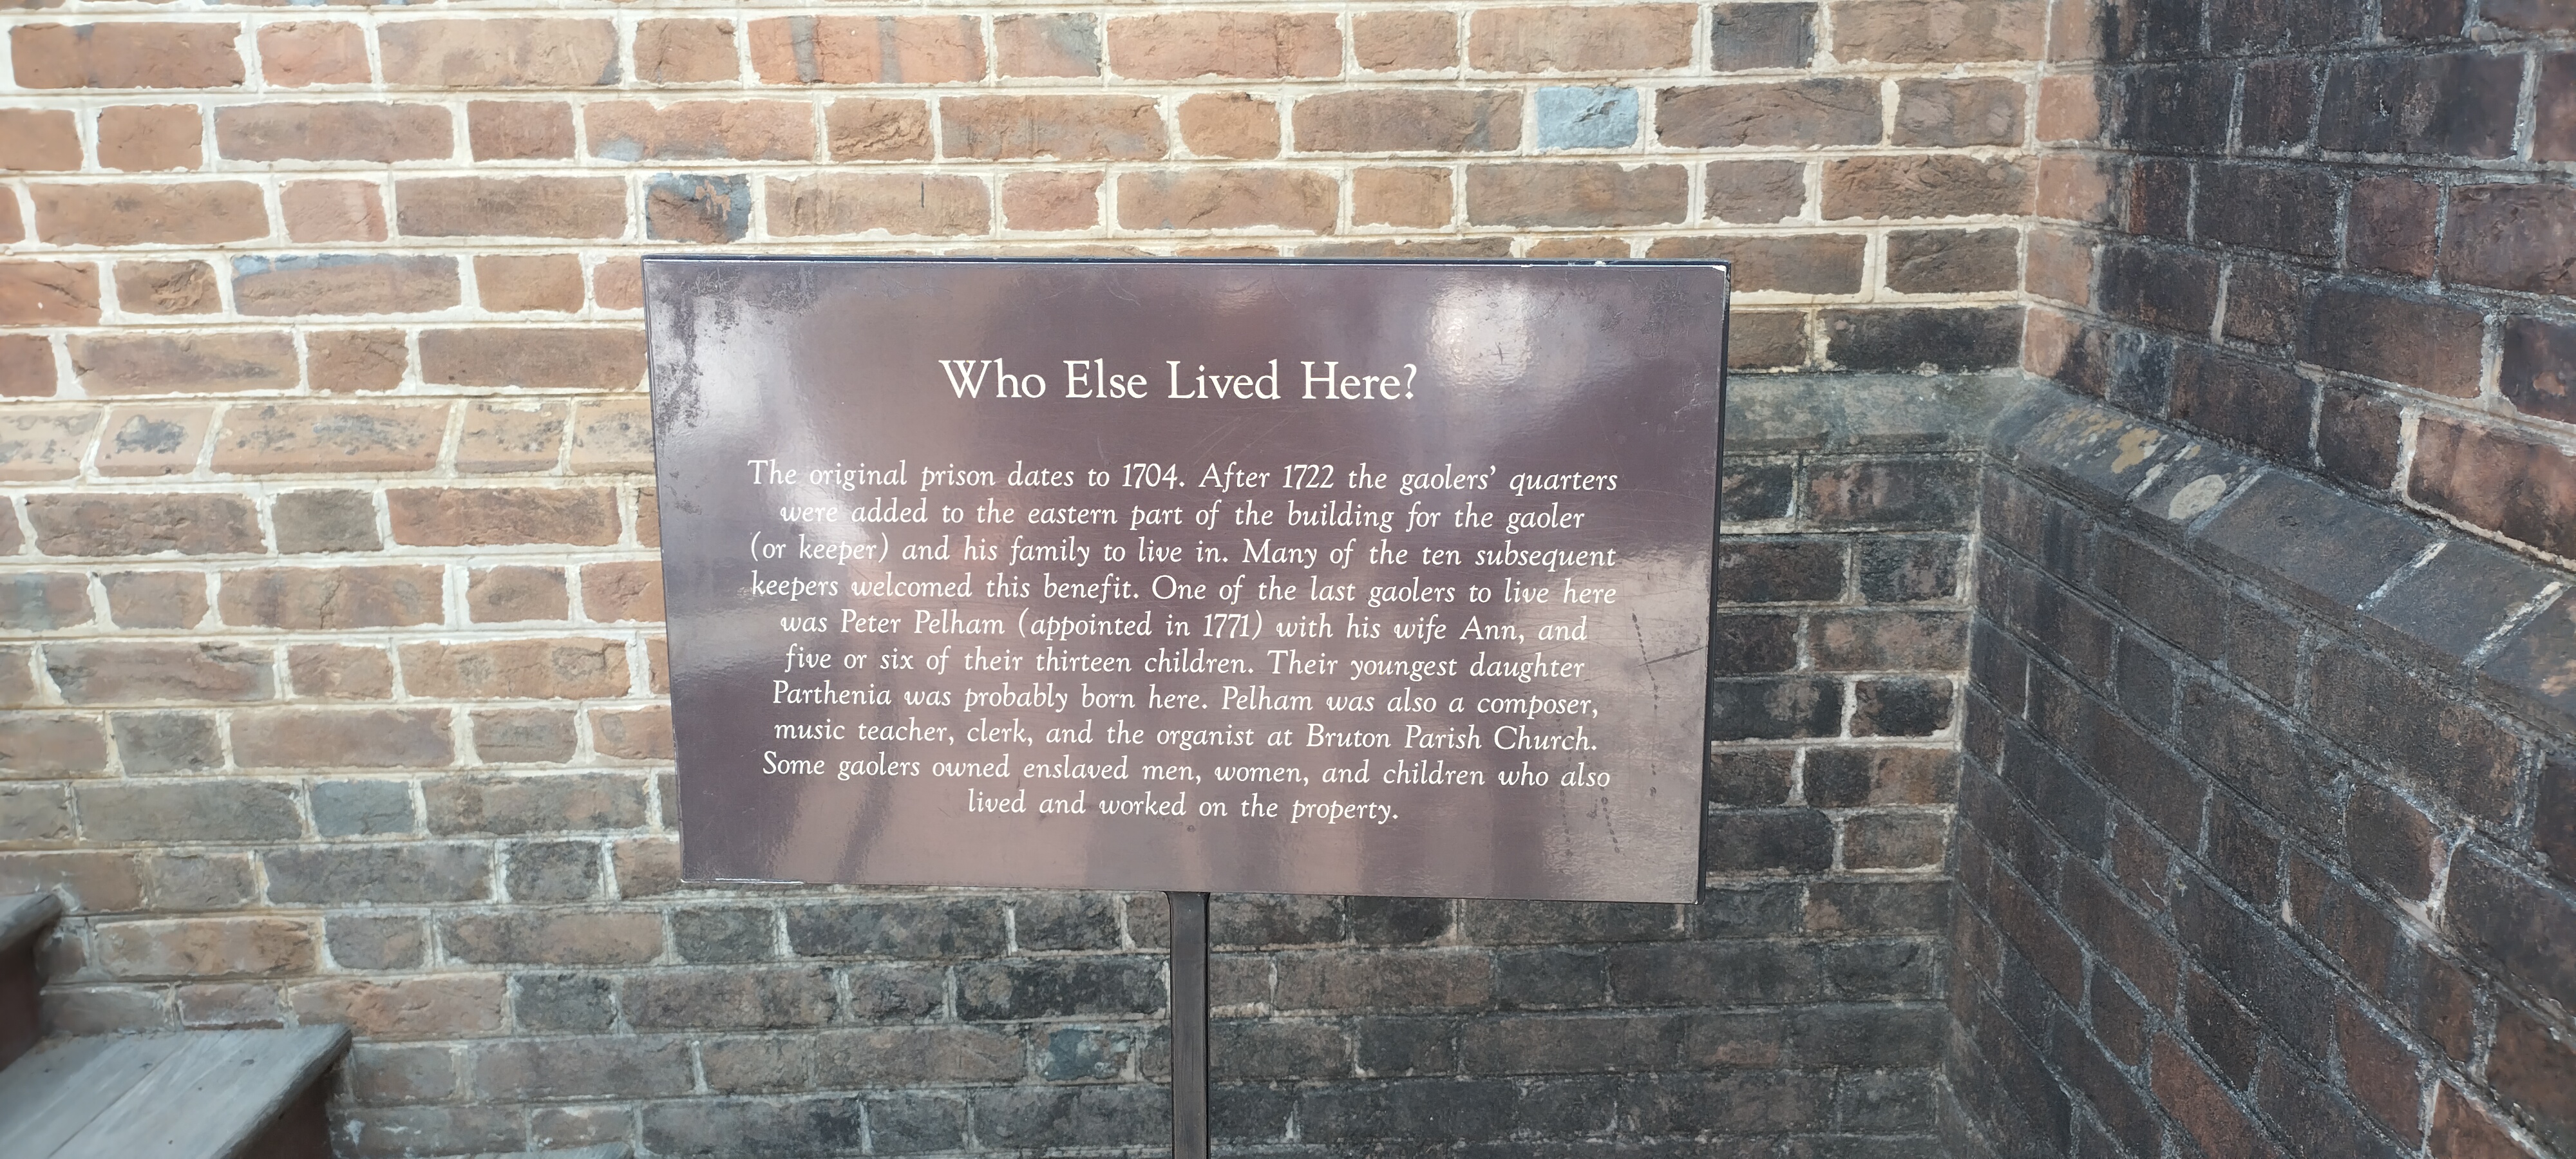 Who Else Lived Here?
The original prison dates to 1704. After 1722 the gaolers' quarters
were added to the eastern part of the building for the gaoler
(or keeper) and his family to live in. Many of the ten subsequent
keepers welcomed this benefit. One of the last gaolers to live here
was Peter Pelham (appointed in 1771) with his wife Ann, and
five or six of their thirteen children. Their youngest daughter
Parthenia was probably born here. Pelham was also a composer,
music teacher, clerk, and the organist at Bruton Parish Church.
Some gaolers owned enslaved men, women, and children who also
lived and worked on the property.